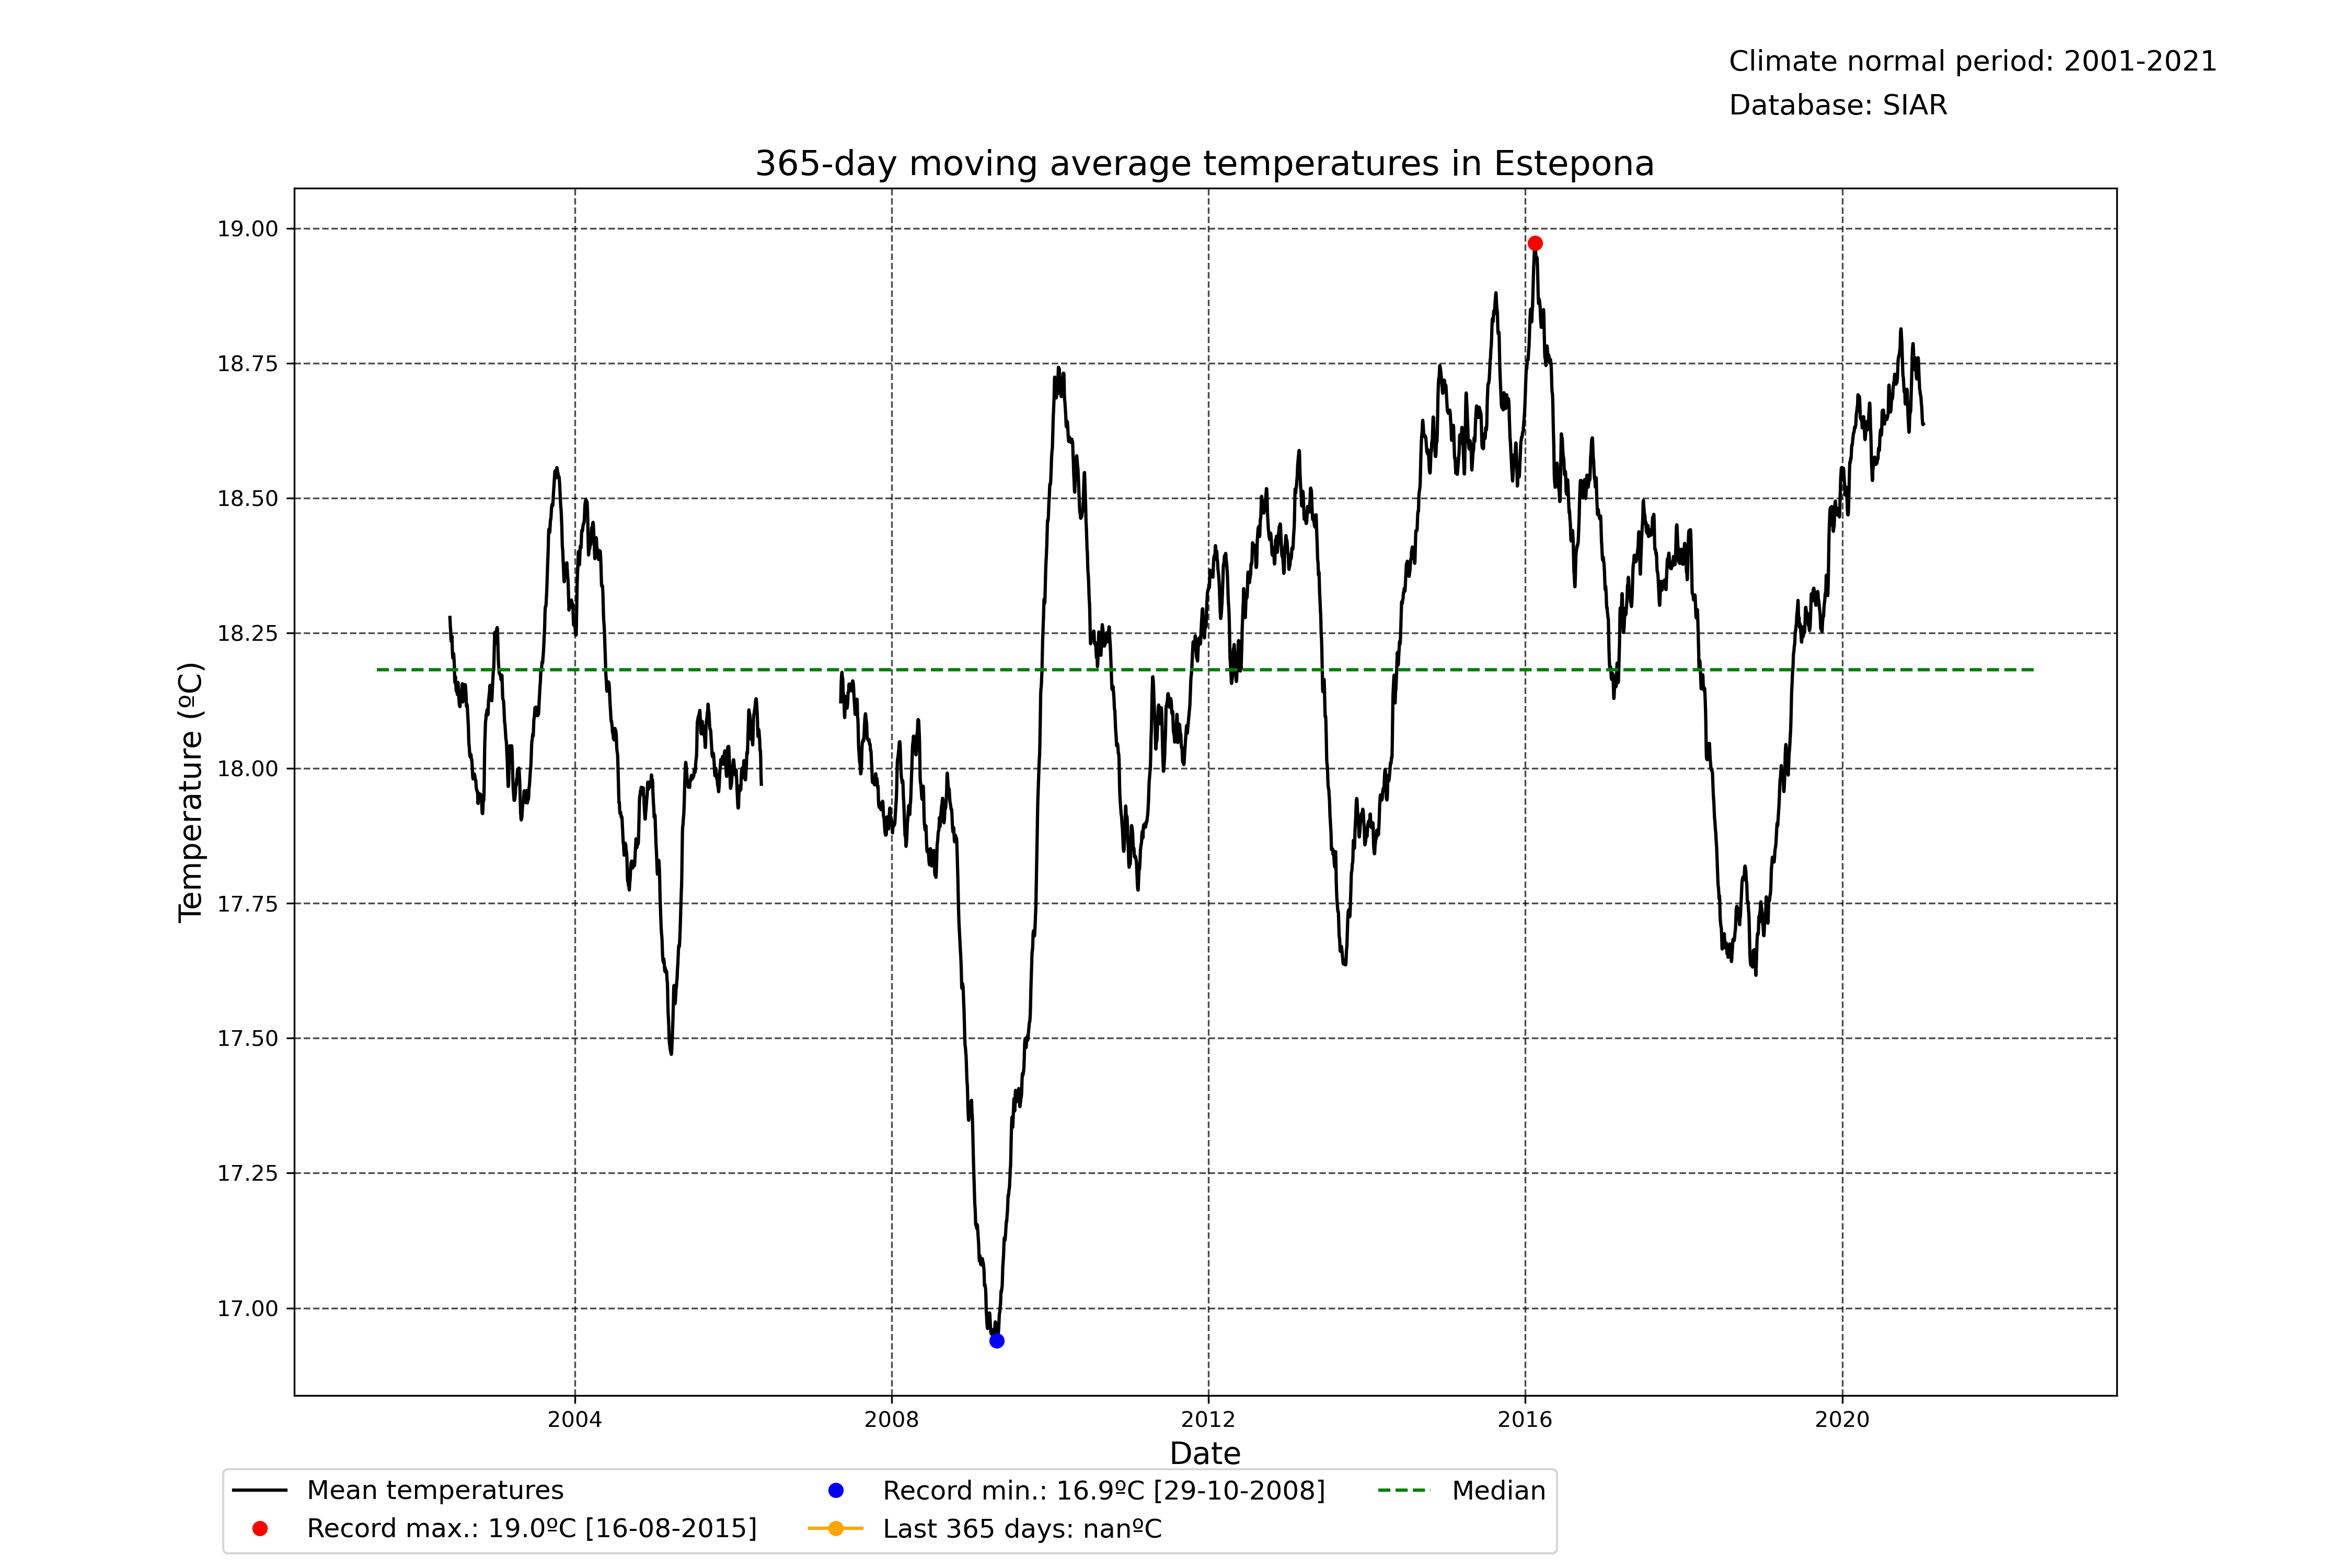 Climate normal period: 2001-2021
Database: SIAR
365-day moving average temperatures in Estepona
19.00
18.75
18.50
18.25
18.00
17.75
17.50
17.25
17.00
Temperature (ºC)
2004
2008
2012
2016
2020
Date
Mean temperatures
Record max.: 19.0ºC [16-08-2015]
Record min.: 16.9ºC [29-10-2008]
Last 365 days: nanºC
Median